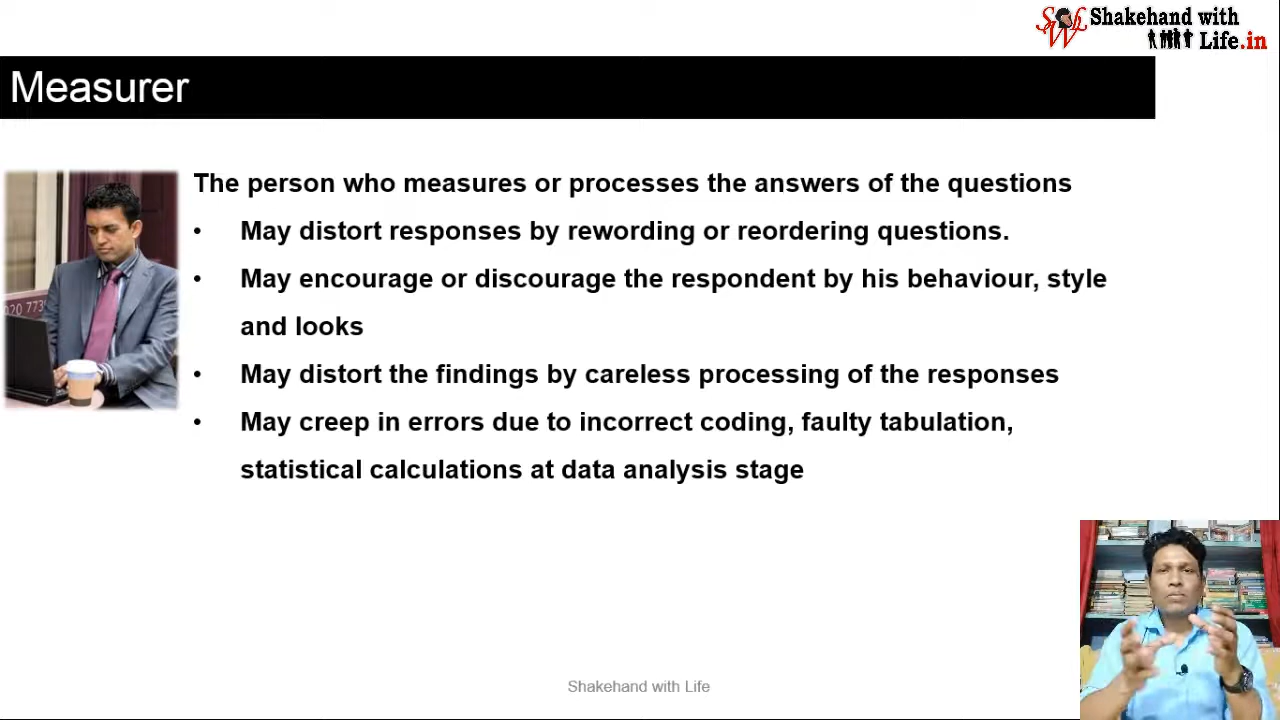 Shakehand with
Life.in
Measurer
The person who measures or processes the answers of the questions
• May distort responses by rewording or reordering questions.
• May encourage or discourage the respondent by his behaviour, style
and looks
• May distort the findings by careless processing of the responses
• May creep in errors due to incorrect coding, faulty tabulation,
statistical calculations at data analysis stage
Shakehand with Life